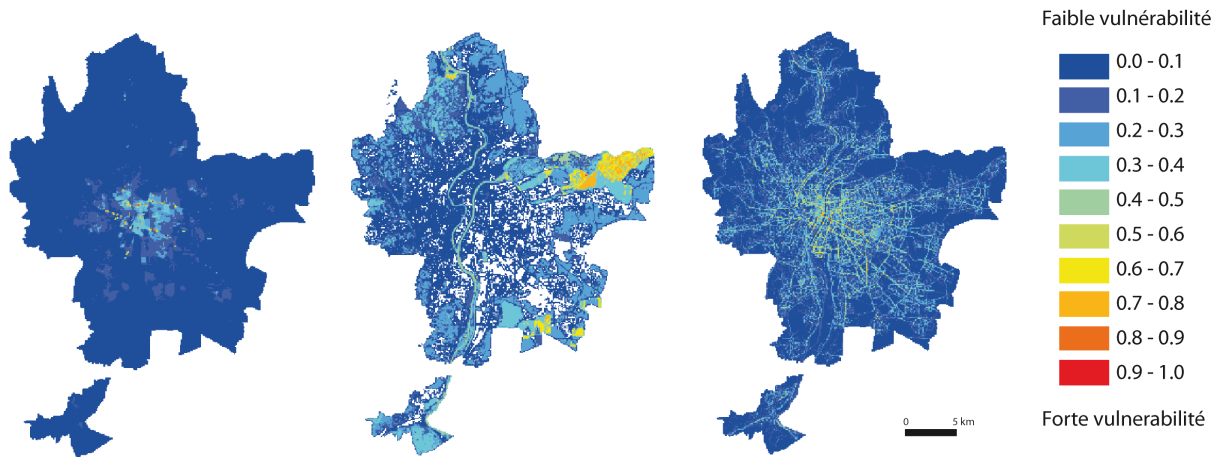 Faible vulnérabilité
0.0 - 0.1
0.1 - 0.2
0.2 - 0.3
0.3 - 0.4
0.4 - 0.5
0.5 - 0.6
0.6 - 0.7
0.7 - 0.8
0.8 - 0.9
0.9 - 1.0
Forte vulnerabilité
0 5 km